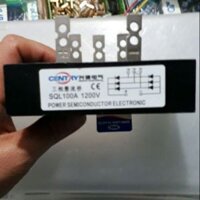 CENTRY
三相整流桥
SQL100A 1200V
POWER SEMICONDUCTOR ELECTRONIC